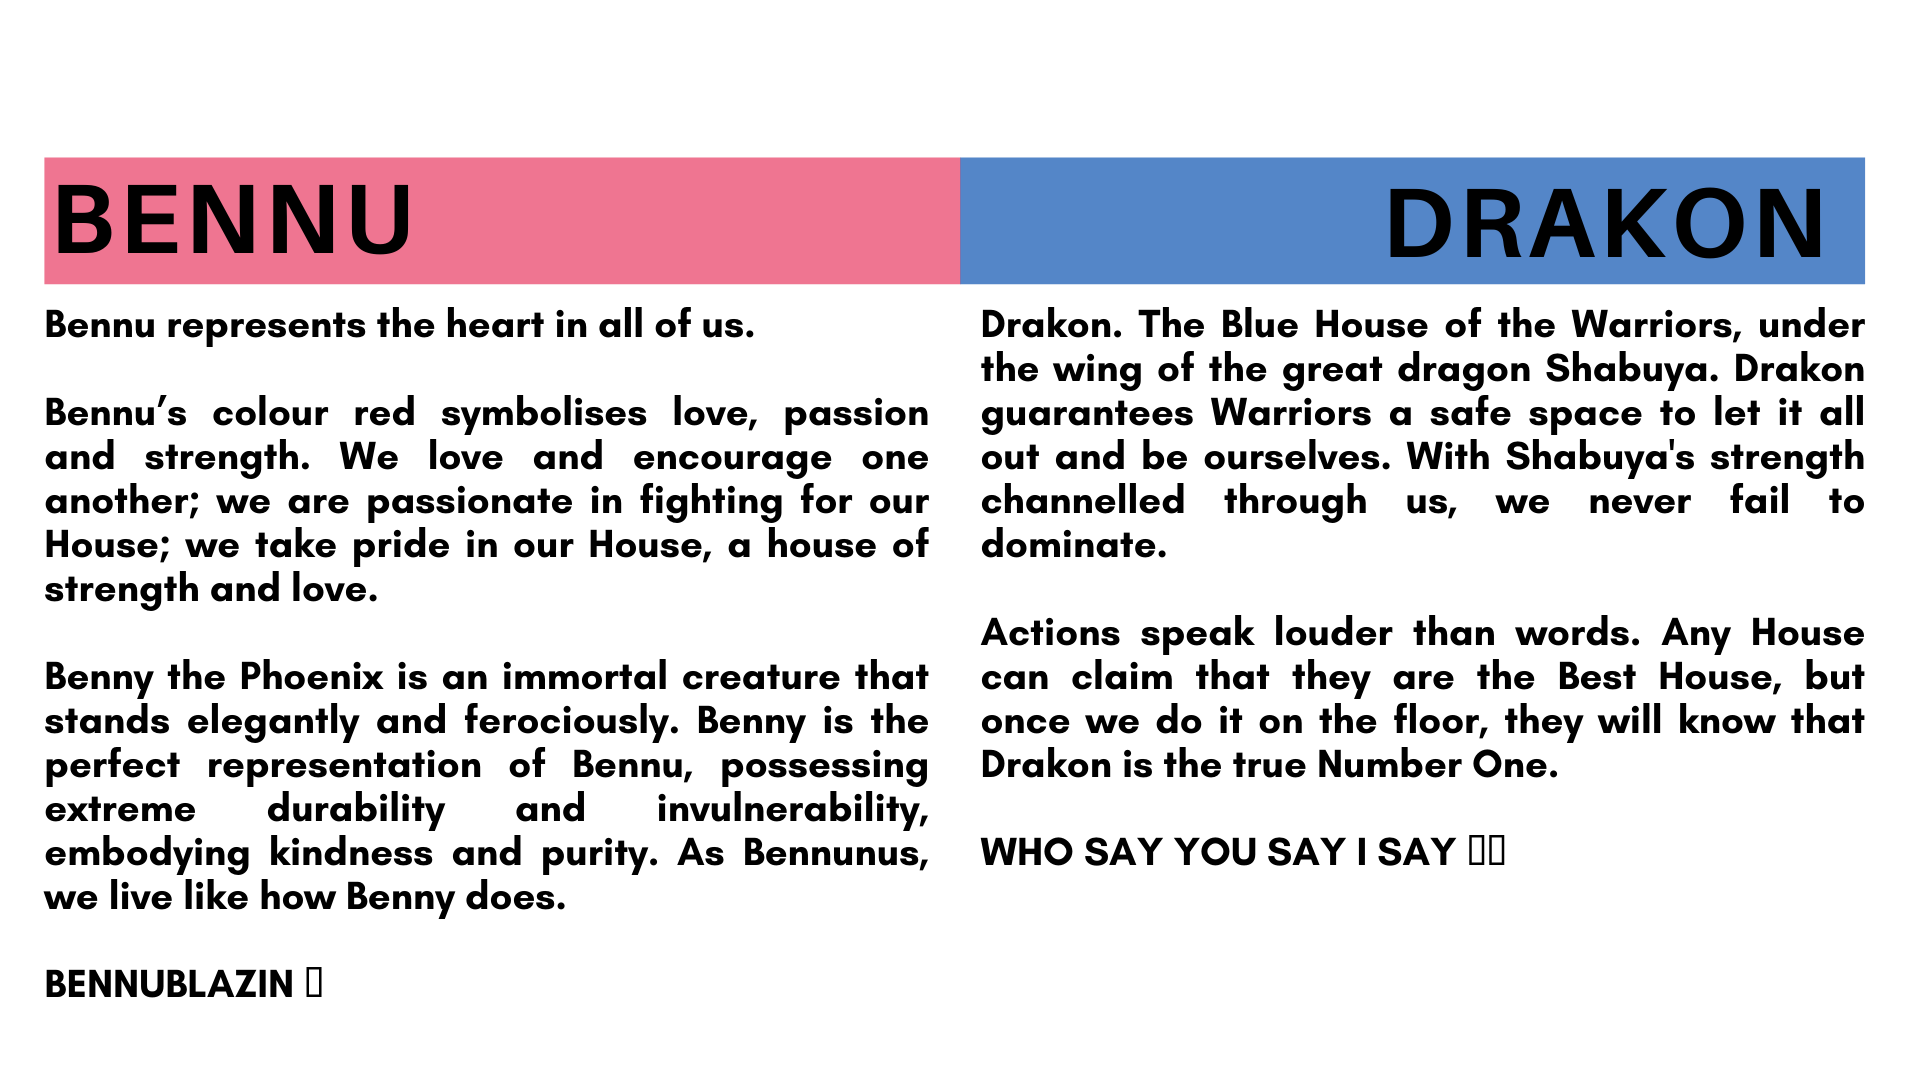 BENNU
Bennu represents the heart in all of us.
Bennu’s colour red symbolises love, passion
and strength. We love and encourage one
another; we are passionate in fighting for our
House; we take pride in our House, a house of
strength and love.
Benny the Phoenix is an immortal creature that
stands elegantly and ferociously. Benny is the
perfect representation of Bennu, possessing
extreme durability and invulnerability,
embodying kindness and purity. As Bennunus,
we live like how Benny does.
BENNUBLAZIN
DRAKON
Drakon. The Blue House of the Warriors, under
the wing of the great dragon Shabuya. Drakon
guarantees Warriors a safe space to let it all
out and be ourselves. With Shabuya's strength
channelled through us, we never fail to
dominate.
Actions speak louder than words. Any House
can claim that they are the Best House, but
once we do it on the floor, they will know that
Drakon is the true Number One.
WHO SAY YOU SAY I SAY